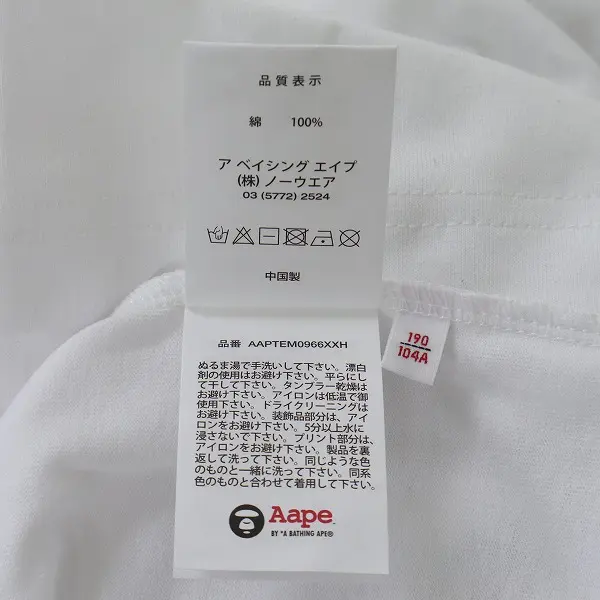 品質表示
綿 100%
ア ベイシング エイプ
(株) ノーウエア
03 (5772) 2524
中国製
品番 AAPTEM0966XXH
ぬるま湯で手洗いして下さい。漂白
剤の使用はお避け下さい。平らにし
て干して下さい。タンブラー乾燥は
お避け下さい。アイロンは低温で御
使用下さい。ドライクリーニングは
お避け下さい。装飾品部分は、アイ
ロンをお避け下さい。5分以上水に
浸さないで下さい。プリント部分は、
アイロンをお避け下さい。製品を裏
返して洗って下さい。同じような色
のものと一緒に洗って下さい。同系
色のものと合わせて着用して下さい。
Aape
BY *A BATHING APE®
190
104A